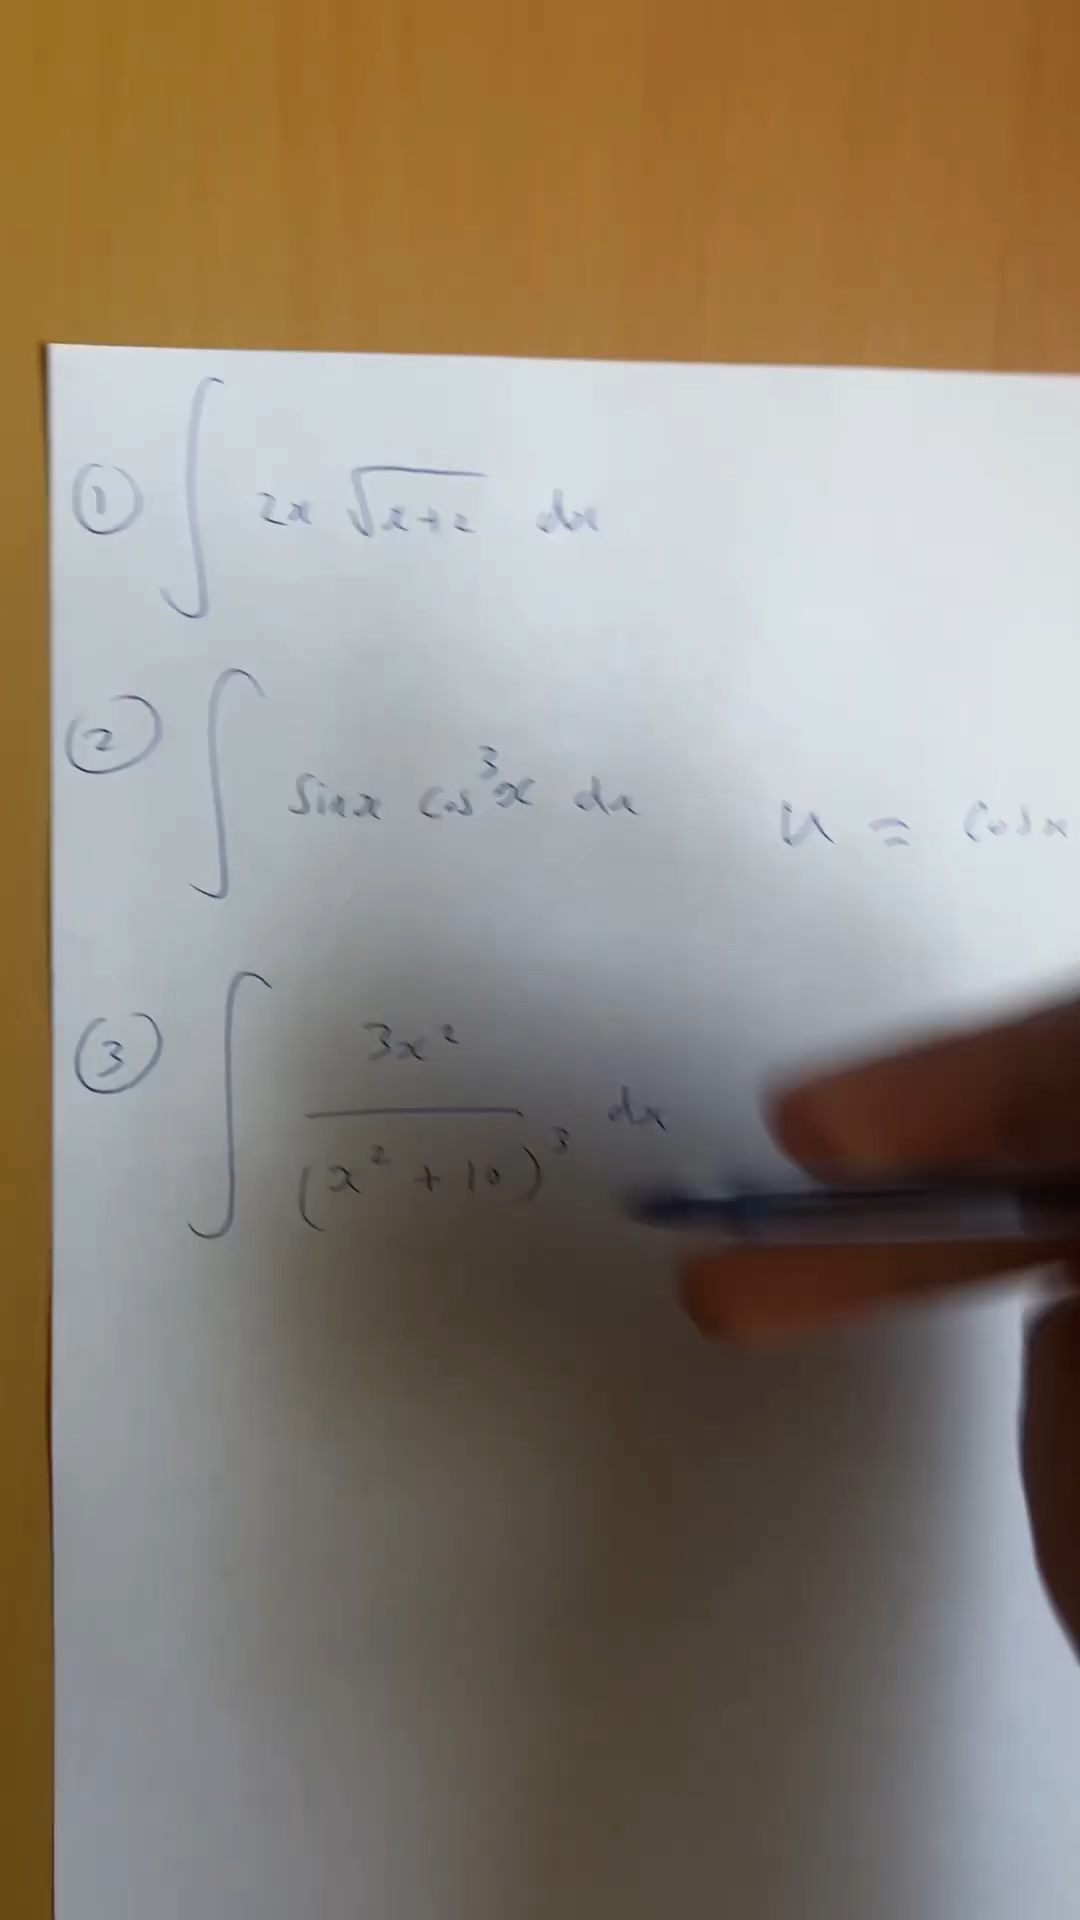 ① ∫ 2x √(x+2) dx
② ∫ sinx cos³x dx u = cosx
③ ∫ 3x² / (x² + 10)³ dx